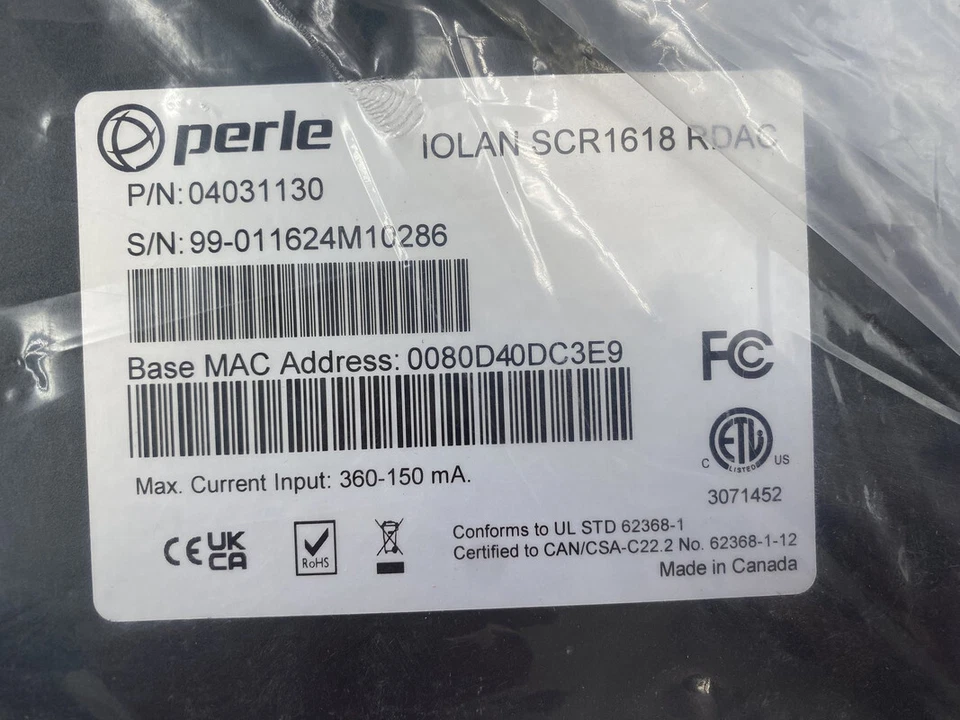 perle
IOLAN SCR1618 RDAC
P/N: 04031130
S/N: 99-011624M10286
Base MAC Address: 0080D40DC3E9
FC
ETL
LISTED
C US
3071452
Max. Current Input: 360-150 mA.
CE UK CA
RoHS
Conforms to UL STD 62368-1
Certified to CAN/CSA-C22.2 No. 62368-1-12
Made in Canada